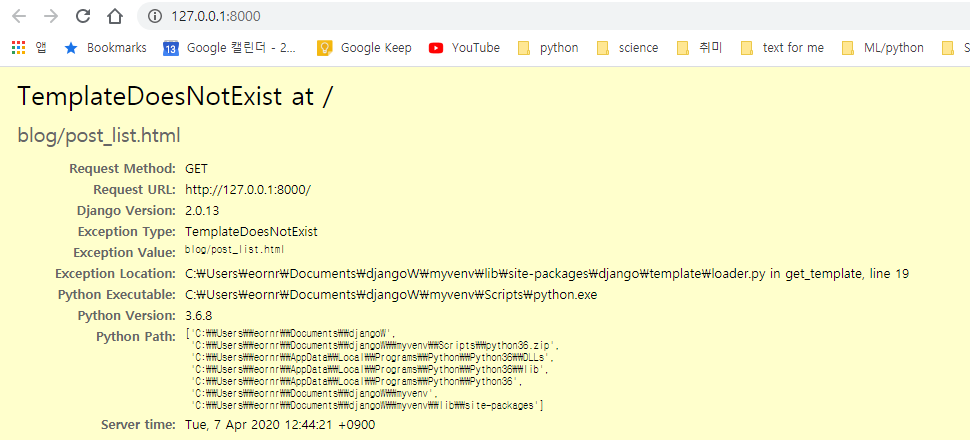 127.0.0.1:8000
앱 Bookmarks Google 캘린더 - 2... Google Keep YouTube python science 취미 text for me ML/python S
TemplateDoesNotExist at /
blog/post_list.html
Request Method: GET
Request URL: http://127.0.0.1:8000/
Django Version: 2.0.13
Exception Type: TemplateDoesNotExist
Exception Value: blog/post_list.html
Exception Location: C:₩Users₩eornr₩Documents₩djangoW₩myvenv₩lib₩site-packages₩django₩template₩loader.py in get_template, line 19
Python Executable: C:₩Users₩eornr₩Documents₩djangoW₩myvenv₩Scripts₩python.exe
Python Version: 3.6.8
Python Path: ['C:₩₩Users₩₩eornr₩₩Documents₩₩djangoW',
'C:₩₩Users₩₩eornr₩₩Documents₩₩djangoW₩₩myvenv₩₩Scripts₩₩python36.zip',
'C:₩₩Users₩₩eornr₩₩AppData₩₩Local₩₩Programs₩₩Python₩₩Python36₩₩DLLs',
'C:₩₩Users₩₩eornr₩₩AppData₩₩Local₩₩Programs₩₩Python₩₩Python36₩₩lib',
'C:₩₩Users₩₩eornr₩₩AppData₩₩Local₩₩Programs₩₩Python₩₩Python36',
'C:₩₩Users₩₩eornr₩₩Documents₩₩djangoW₩₩myvenv',
'C:₩₩Users₩₩eornr₩₩Documents₩₩djangoW₩₩myvenv₩₩lib₩₩site-packages']
Server time: Tue, 7 Apr 2020 12:44:21 +0900